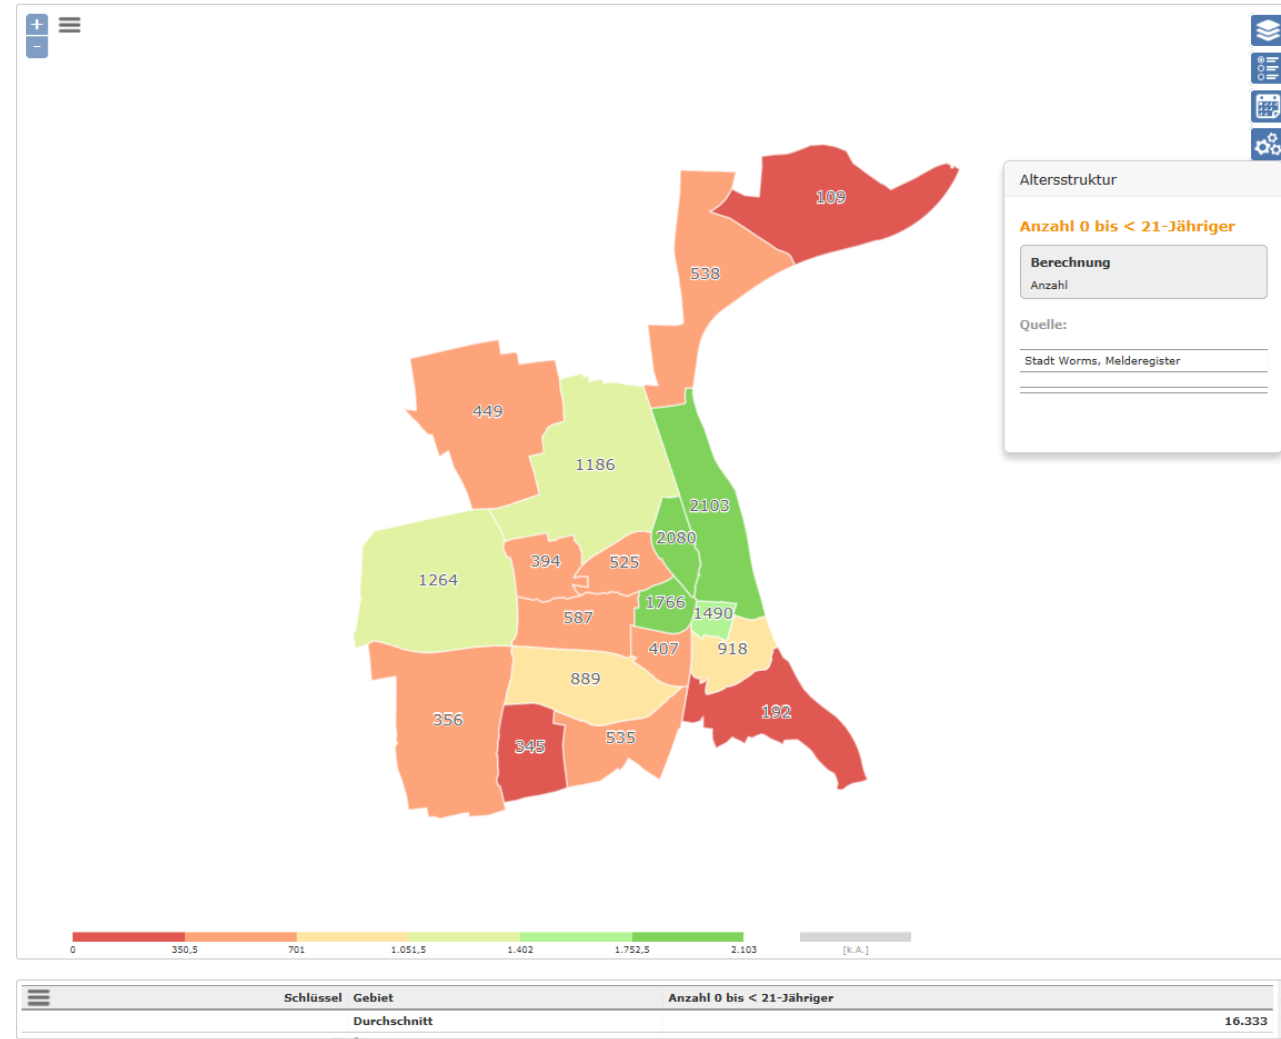 +
-
Altersstruktur
Anzahl 0 bis < 21-Jähriger
Berechnung
Anzahl
Quelle:
Stadt Worms, Melderegister
109
538
449
1186
2103
2080
394
525
1264
1766
1490
587
407
918
889
356
192
345
535
0 350,5 701 1.051,5 1.402 1.752,5 2.103 [k.A.]
Schlüssel Gebiet Anzahl 0 bis < 21-Jähriger
Durchschnitt 16.333